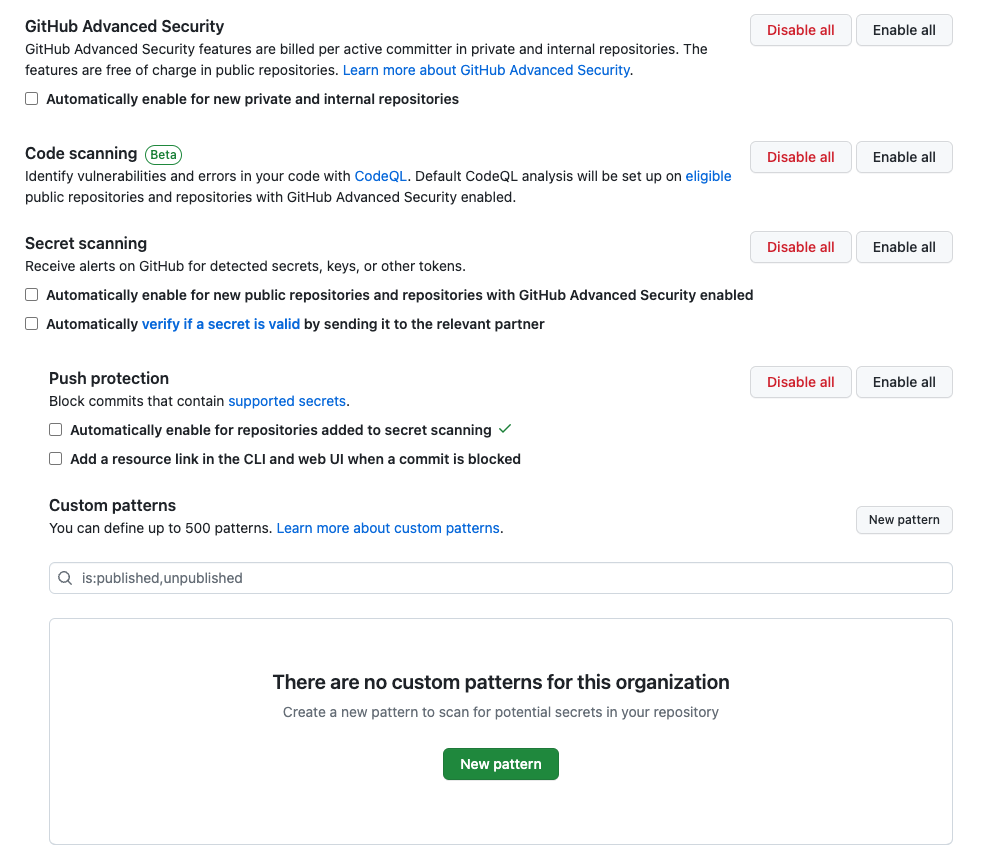 GitHub Advanced Security
Disable all
Enable all
GitHub Advanced Security features are billed per active committer in private and internal repositories. The
features are free of charge in public repositories. Learn more about GitHub Advanced Security.
Automatically enable for new private and internal repositories
Code scanning Beta
Disable all
Enable all
Identify vulnerabilities and errors in your code with CodeQL. Default CodeQL analysis will be set up on eligible
public repositories and repositories with GitHub Advanced Security enabled.
Secret scanning
Disable all
Enable all
Receive alerts on GitHub for detected secrets, keys, or other tokens.
Automatically enable for new public repositories and repositories with GitHub Advanced Security enabled
Automatically verify if a secret is valid by sending it to the relevant partner
Push protection
Disable all
Enable all
Block commits that contain supported secrets.
Automatically enable for repositories added to secret scanning
Add a resource link in the CLI and web UI when a commit is blocked
Custom patterns
You can define up to 500 patterns. Learn more about custom patterns.
New pattern
is:published,unpublished
There are no custom patterns for this organization
Create a new pattern to scan for potential secrets in your repository
New pattern